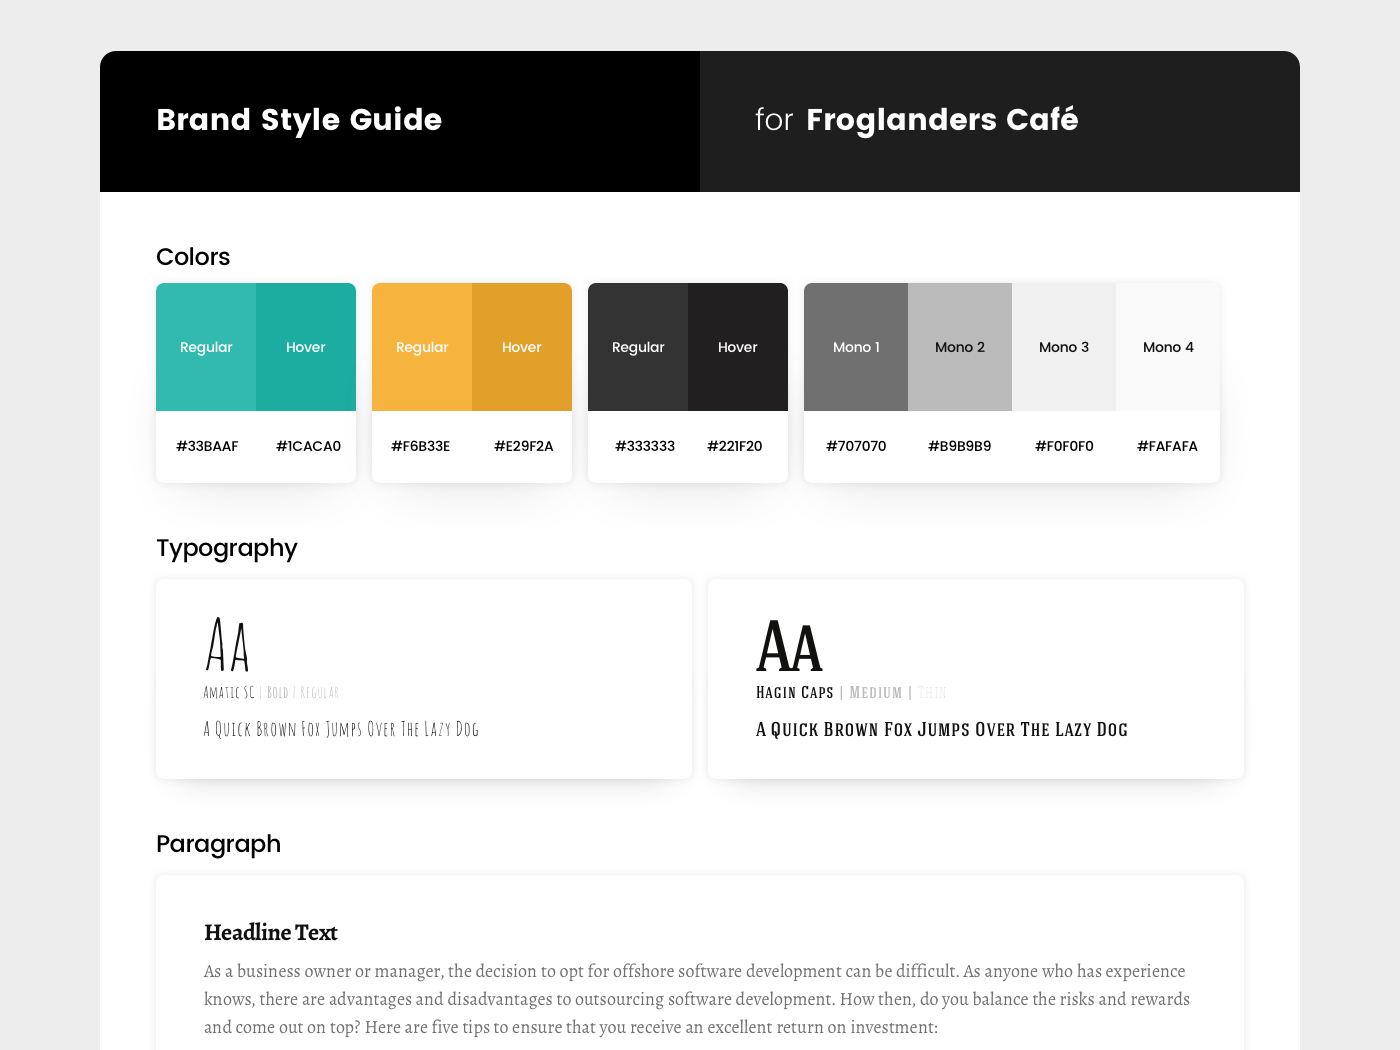 Brand Style Guide
for Froglanders Café
Colors
Regular Hover Regular Hover Regular Hover Mono 1 Mono 2 Mono 3 Mono 4
#33BAAF #1CACA0 #F6B33E #E29F2A #333333 #221F20 #707070 #B9B9B9 #F0F0F0 #FAFAFA
Typography
Aa
Amatic SC | Bold | Regular
A Quick Brown Fox Jumps Over The Lazy Dog
Aa
Hagin Caps | Medium | Thin
A Quick Brown Fox Jumps Over The Lazy Dog
Paragraph
Headline Text
As a business owner or manager, the decision to opt for offshore software development can be difficult. As anyone who has experience
knows, there are advantages and disadvantages to outsourcing software development. How then, do you balance the risks and rewards
and come out on top? Here are five tips to ensure that you receive an excellent return on investment: